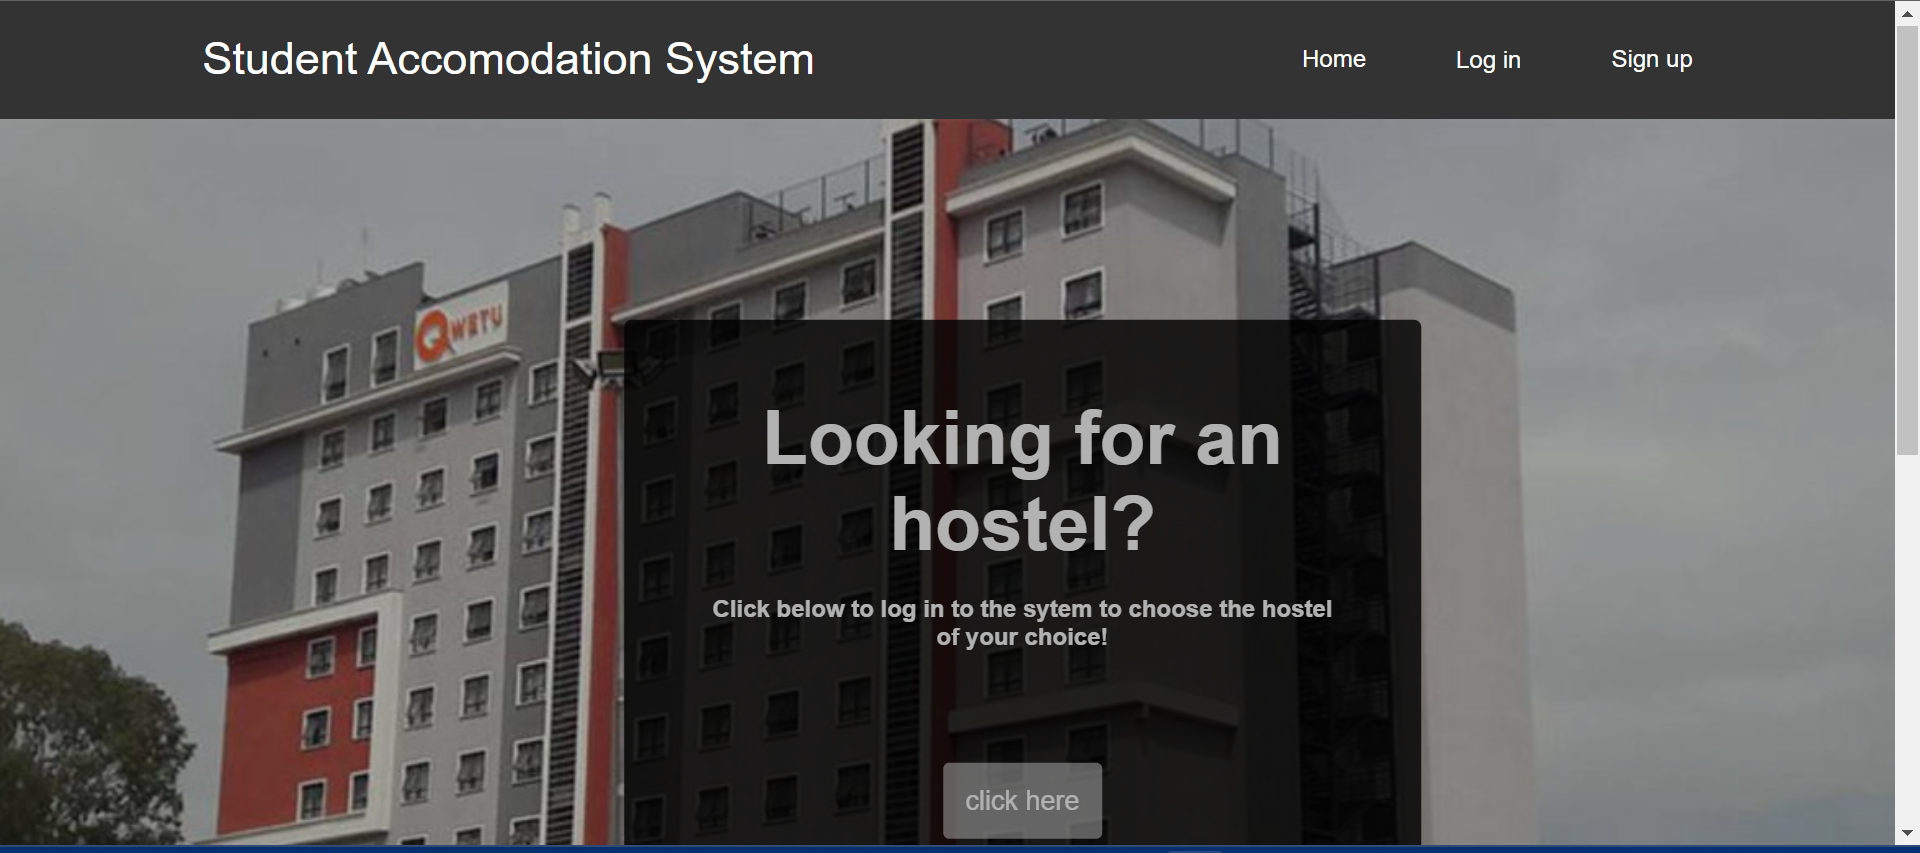 Student Accomodation System
Home
Log in
Sign up
QWETU
Looking for an
hostel?
Click below to log in to the sytem to choose the hostel
of your choice!
click here